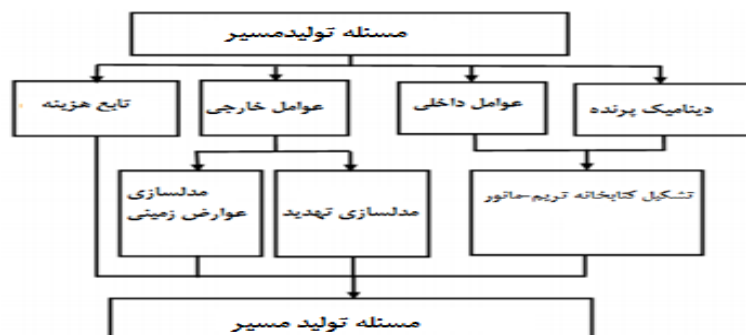 مسئله تولیدمسیر
دینامیک پرنده
عوامل داخلی
عوامل خارجی
تابع هزینه
تشکیل کتابخانه تریم-مانور
مدلسازی تهدید
مدلسازی
عوارض زمینی
مسئله تولید مسیر